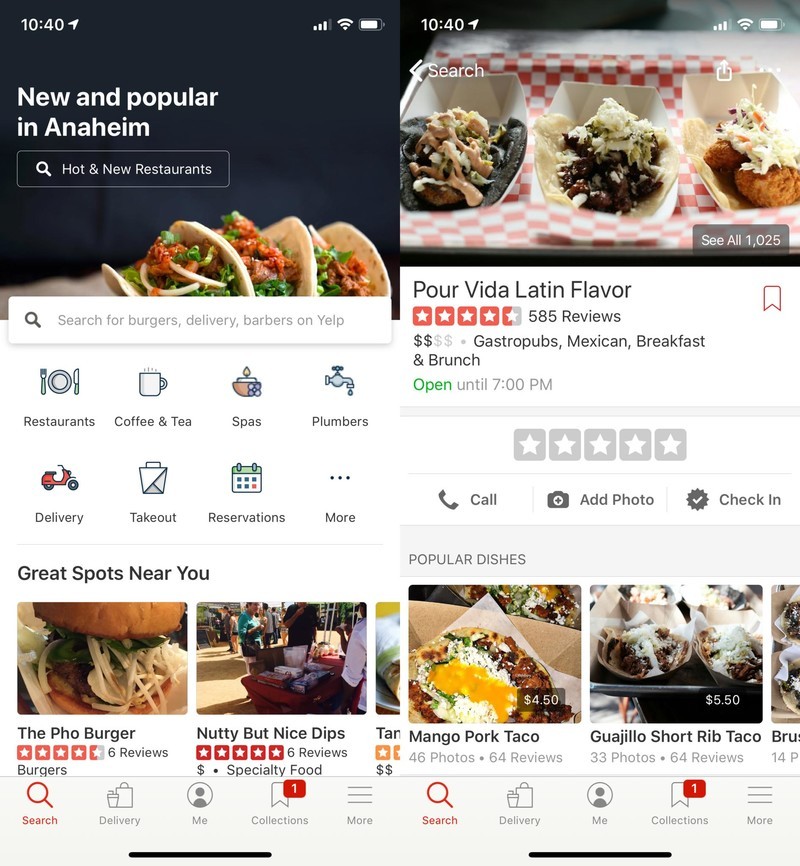 10:40
New and popular
in Anaheim
Hot & New Restaurants
Search for burgers, delivery, barbers on Yelp
Restaurants
Coffee & Tea
Spas
Plumbers
Delivery
Takeout
Reservations
More
Great Spots Near You
The Pho Burger
6 Reviews
Burgers
Nutty But Nice Dips
6 Reviews
$ • Specialty Food
Tan
$$
Search
Delivery
Me
1
Collections
More
10:40
Search
See All 1,025
Pour Vida Latin Flavor
585 Reviews
$$$$ • Gastropubs, Mexican, Breakfast
& Brunch
Open until 7:00 PM
Call
Add Photo
Check In
POPULAR DISHES
$4.50
Mango Pork Taco
46 Photos • 64 Reviews
$5.50
Guajillo Short Rib Taco
33 Photos • 64 Reviews
Brus
14 P
Search
Delivery
Me
1
Collections
More